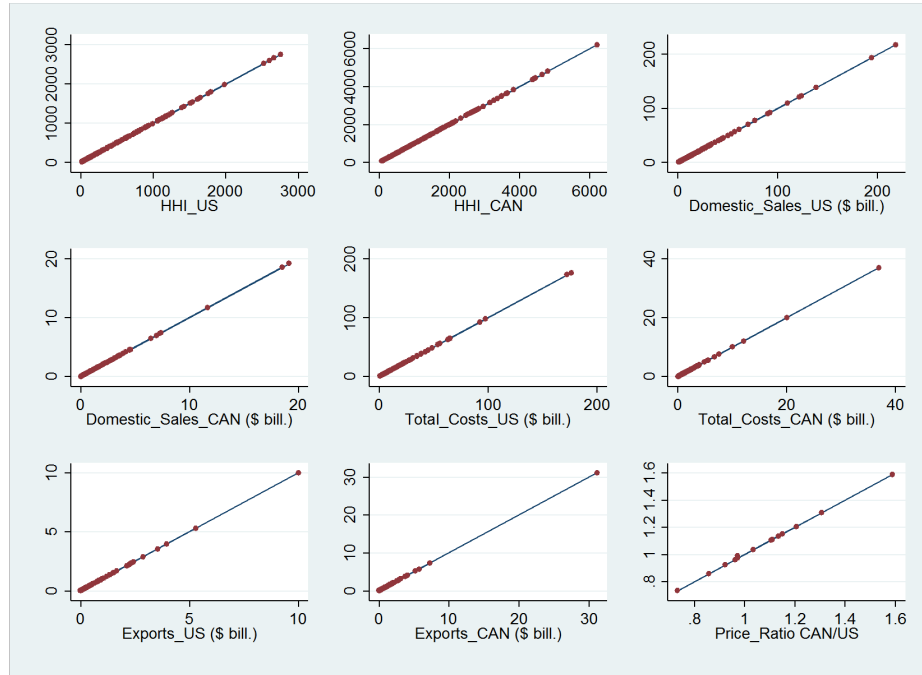 3000
2000
1000
0
0 1000 2000 3000
HHI_US
6000
4000
2000
0
0 2000 4000 6000
HHI_CAN
200
100
0
0 100 200
Domestic_Sales_US ($ bill.)
20
10
0
0 10 20
Domestic_Sales_CAN ($ bill.)
200
100
0
0 100 200
Total_Costs_US ($ bill.)
40
20
0
0 20 40
Total_Costs_CAN ($ bill.)
10
5
0
0 5 10
Exports_US ($ bill.)
30
20
10
0
0 10 20 30
Exports_CAN ($ bill.)
1.6
1.4
1.2
1
.8
.8 1 1.2 1.4 1.6
Price_Ratio CAN/US